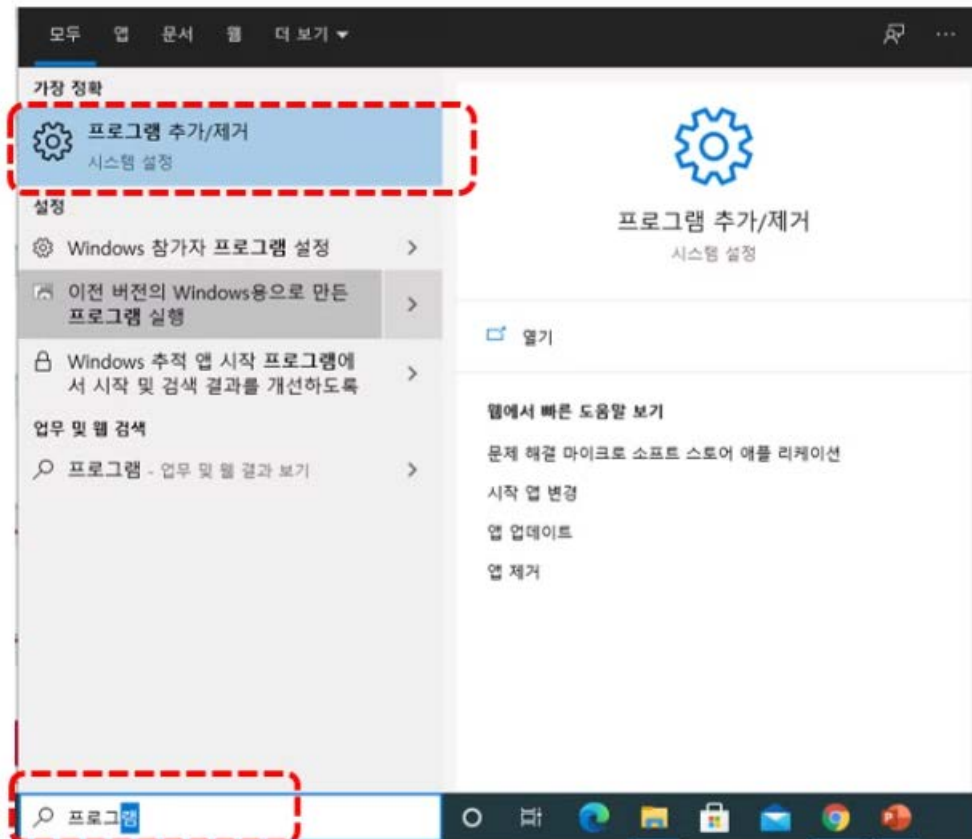 모두 앱 문서 웹 더 보기
가장 정확
프로그램 추가/제거
시스템 설정
설정
Windows 참가자 프로그램 설정
이전 버전의 Windows용으로 만든
프로그램 실행
Windows 추적 앱 시작 프로그램에
서 시작 및 검색 결과를 개선하도록
업무 및 웹 검색
프로그램 - 업무 및 웹 결과 보기
프로그램 추가/제거
시스템 설정
열기
웹에서 빠른 도움말 보기
문제 해결 마이크로 소프트 스토어 애플 리케이션
시작 앱 변경
앱 업데이트
앱 제거
프로그램